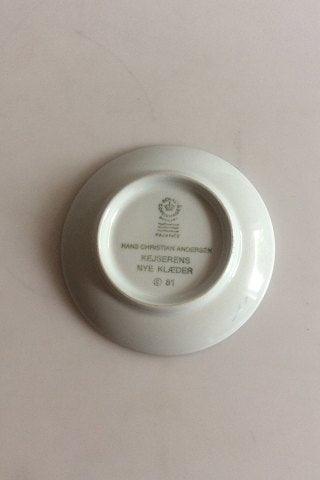 HANS CHRISTIAN ANDERSEN
KEJSERENS
NYE KLÆDER
81